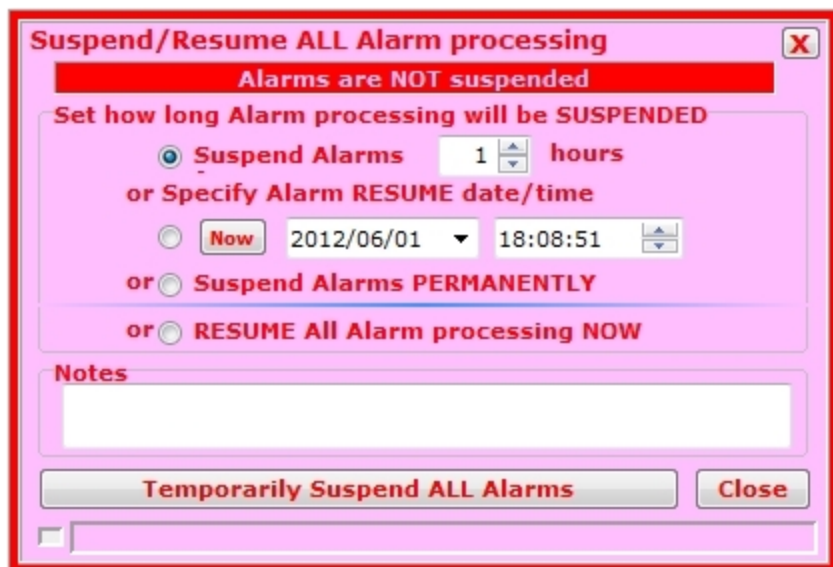 Suspend/Resume ALL Alarm processing X
Alarms are NOT suspended
Set how long Alarm processing will be SUSPENDED
Suspend Alarms 1 hours
or Specify Alarm RESUME date/time
Now 2012/06/01 18:08:51
or Suspend Alarms PERMANENTLY
or RESUME All Alarm processing NOW
Notes
Temporarily Suspend ALL Alarms Close